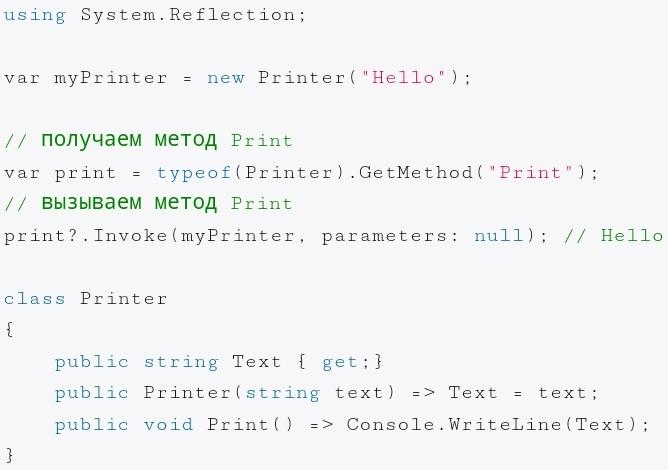 using System.Reflection;
var myPrinter = new Printer("Hello");
// получаем метод Print
var print = typeof(Printer).GetMethod("Print");
// вызываем метод Print
print?.Invoke(myPrinter, parameters: null); // Hello
class Printer
{
    public string Text { get;}
    public Printer(string text) => Text = text;
    public void Print() => Console.WriteLine(Text);
}